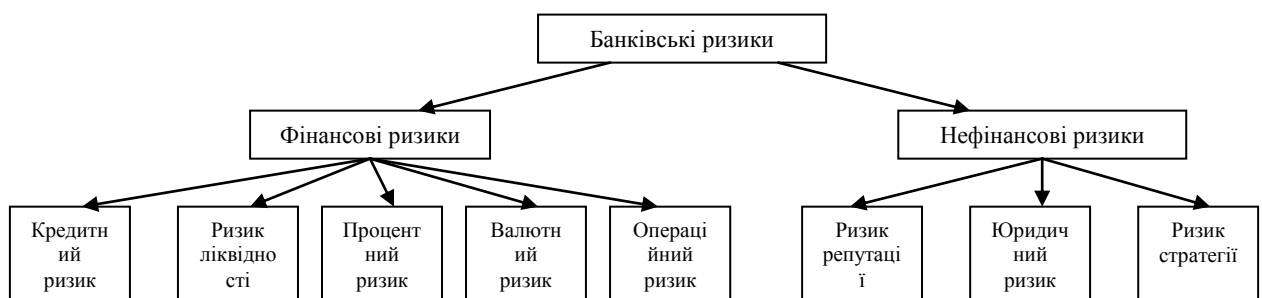 Банківські ризики
Фінансові ризики
Нефінансові ризики
Кредитн
ий
ризик
Ризик
ліквідно
сті
Процент
ний
ризик
Валютн
ий
ризик
Операці
йний
ризик
Ризик
репутаці
ї
Юридич
ний
ризик
Ризик
стратегії